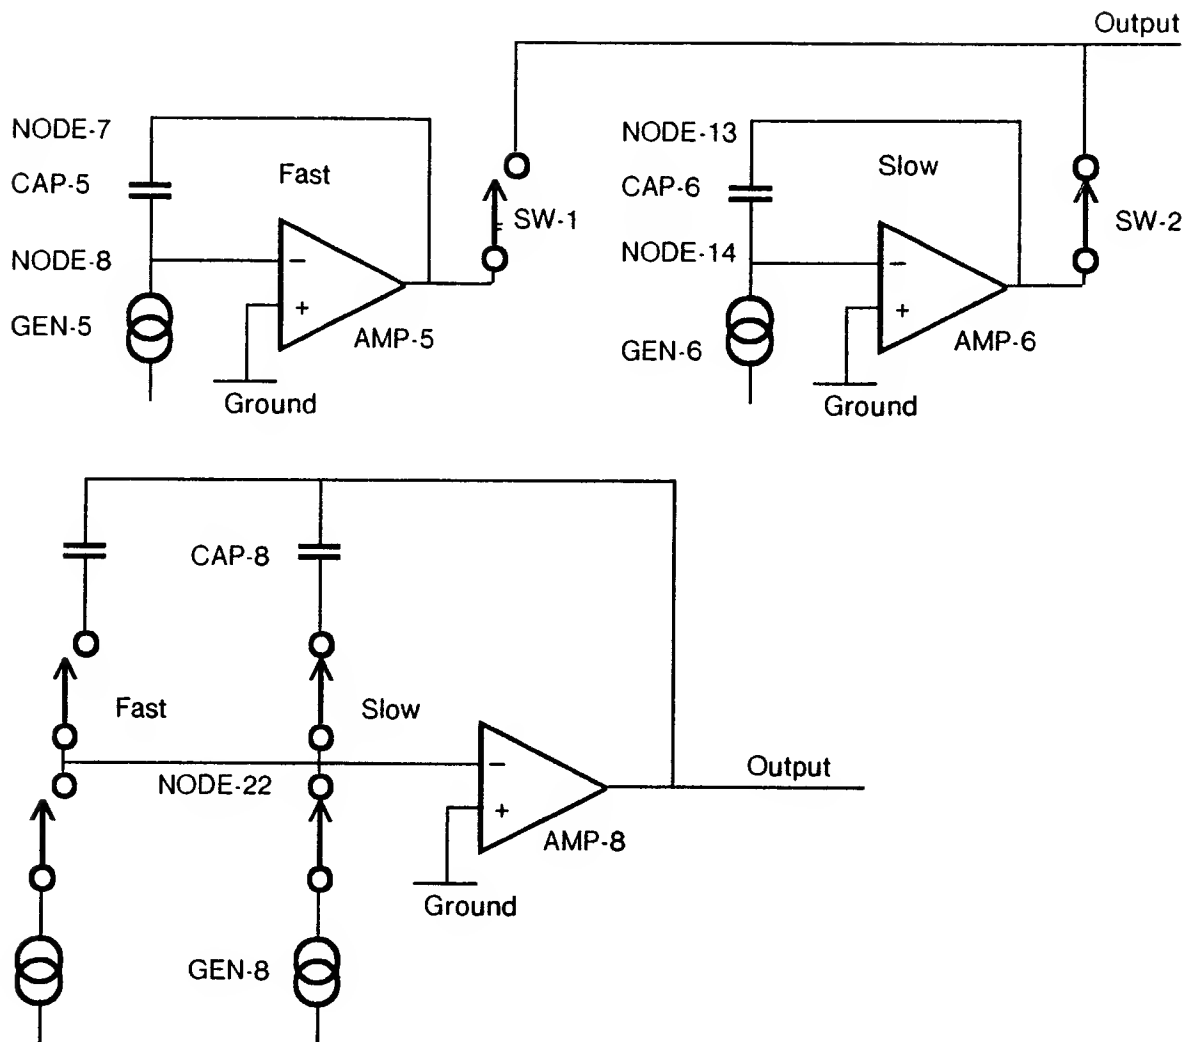 Output
NODE-7
CAP-5
Fast
SW-1
NODE-8
GEN-5
AMP-5
Ground
NODE-13
CAP-6
Slow
SW-2
NODE-14
GEN-6
AMP-6
Ground
CAP-8
Fast
Slow
NODE-22
Output
AMP-8
Ground
GEN-8